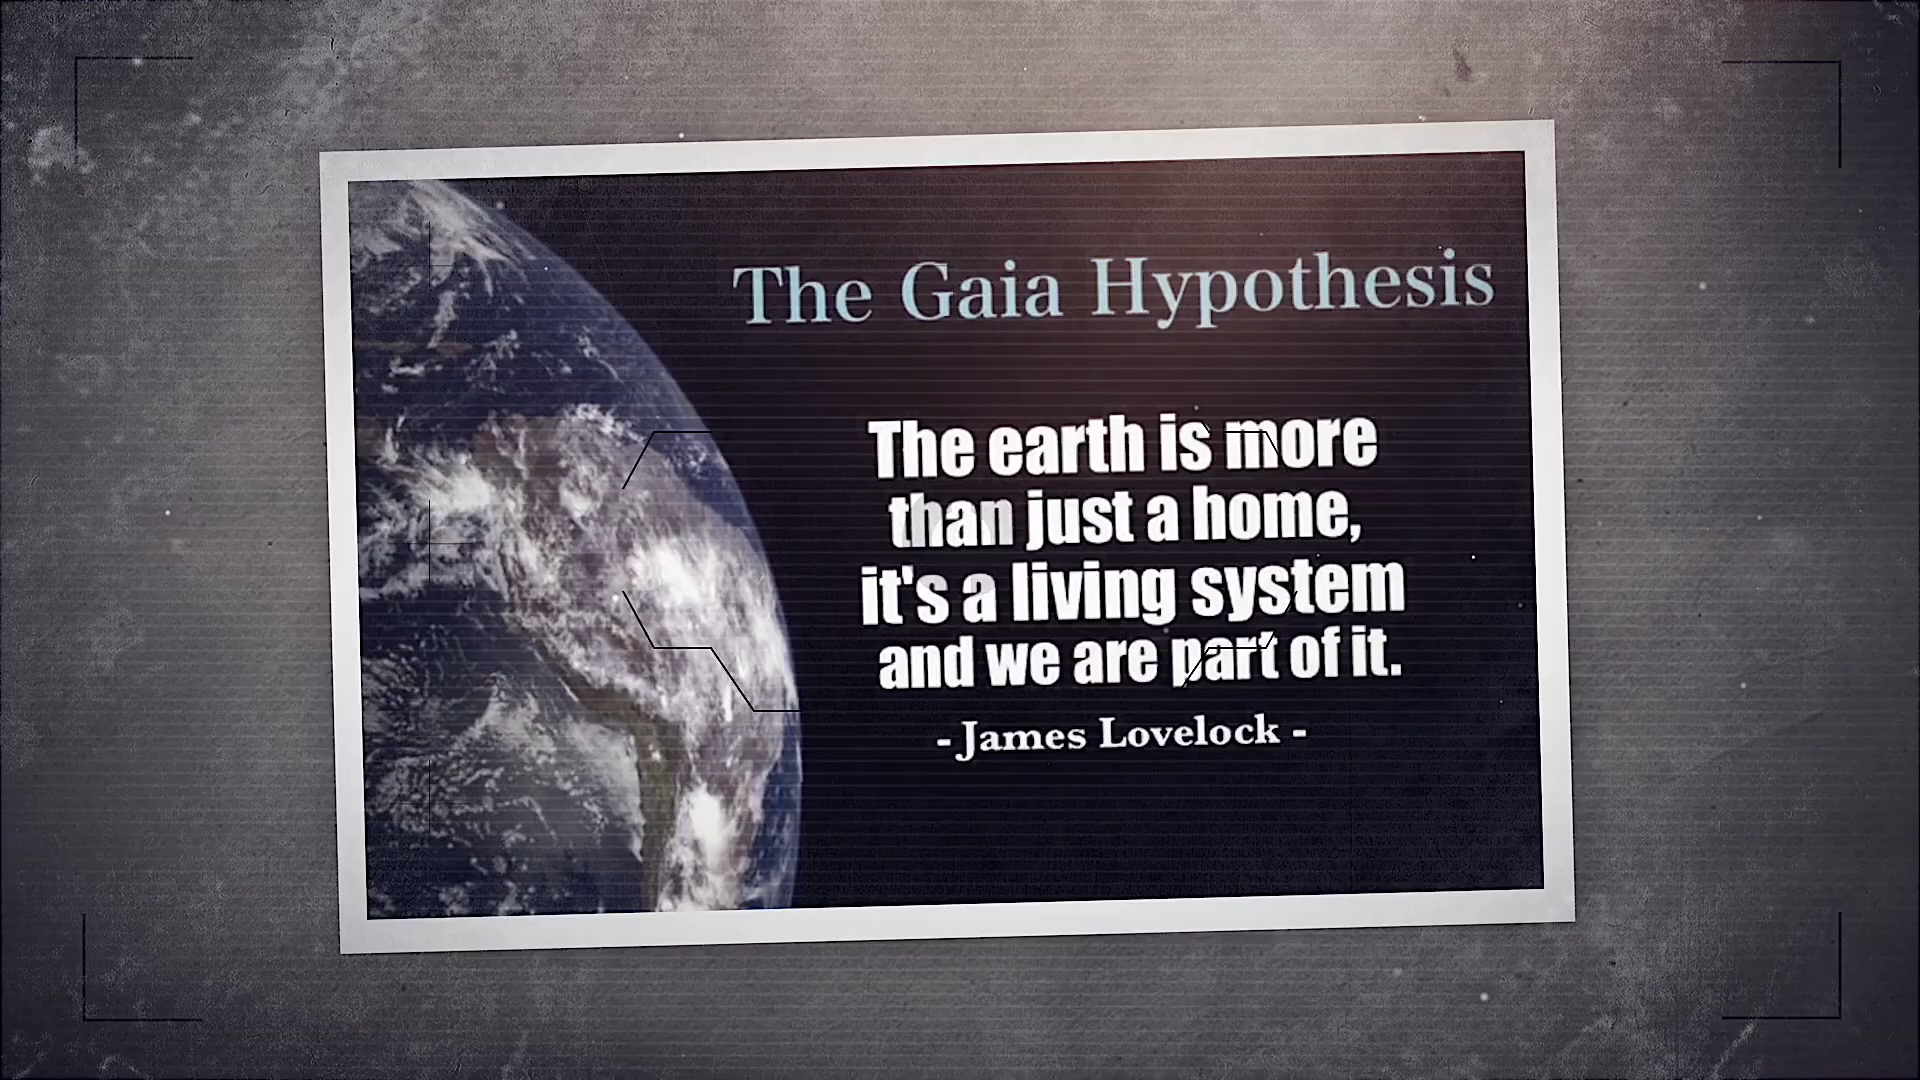 The Gaia Hypothesis
The earth is more
than just a home,
it's a living system
and we are part of it.
- James Lovelock -